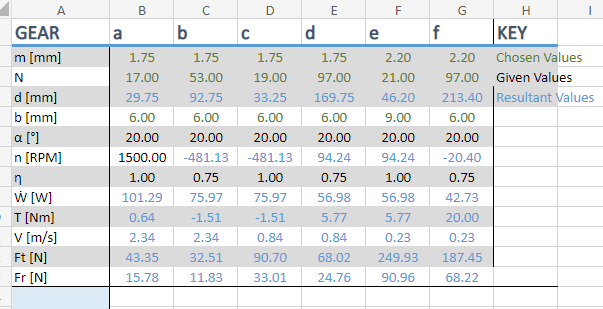 A B C D E F G H I
GEAR a b c d e f KEY
m [mm] 1.75 1.75 1.75 1.75 2.20 2.20 Chosen Values
N 17.00 53.00 19.00 97.00 21.00 97.00 Given Values
d [mm] 29.75 92.75 33.25 169.75 46.20 213.40 Resultant Values
b [mm] 6.00 6.00 6.00 6.00 9.00 6.00
α [°] 20.00 20.00 20.00 20.00 20.00 20.00
n [RPM] 1500.00 -481.13 -481.13 94.24 94.24 -20.40
η 1.00 0.75 1.00 0.75 1.00 0.75
Ẇ [W] 101.29 75.97 75.97 56.98 56.98 42.73
T [Nm] 0.64 -1.51 -1.51 5.77 5.77 20.00
V [m/s] 2.34 2.34 0.84 0.84 0.23 0.23
Ft [N] 43.35 32.51 90.70 68.02 249.93 187.45
Fr [N] 15.78 11.83 33.01 24.76 90.96 68.22